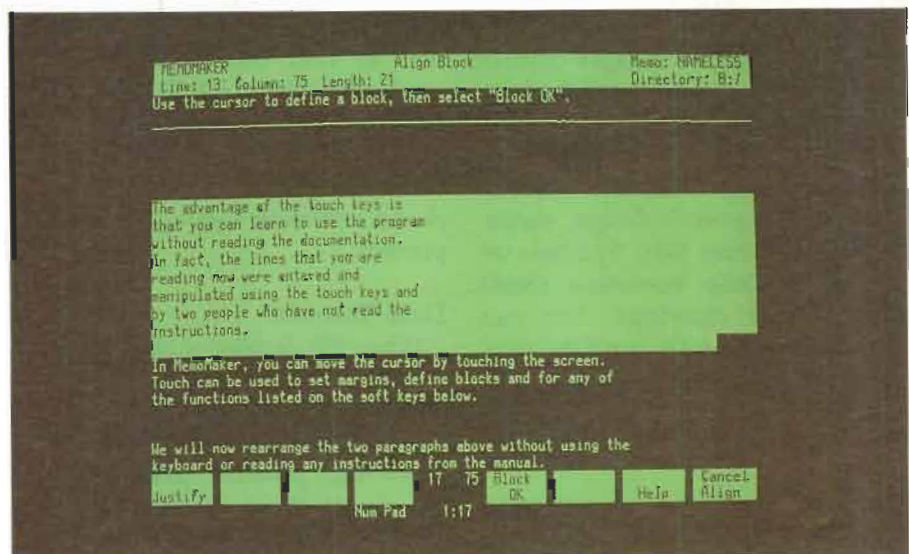 MEMOMAKER Align Block Memo: NAMELESS
Line: 13 Column: 75 Length: 21 Directory: B:/
Use the cursor to define a block, then select "Block OK".
The advantage of the touch keys is
that you can learn to use the program
without reading the documentation.
In fact, the lines that you are
reading now were entered and
manipulated using the touch keys and
by two people who have not read the
instructions.
In MemoMaker, you can move the cursor by touching the screen.
Touch can be used to set margins, define blocks and for any of
the functions listed on the soft keys below.
We will now rearrange the two paragraphs above without using the
keyboard or reading any instructions from the manual.
Justify 17 75 Block OK Help Cancel Align
Num Pad 1:17